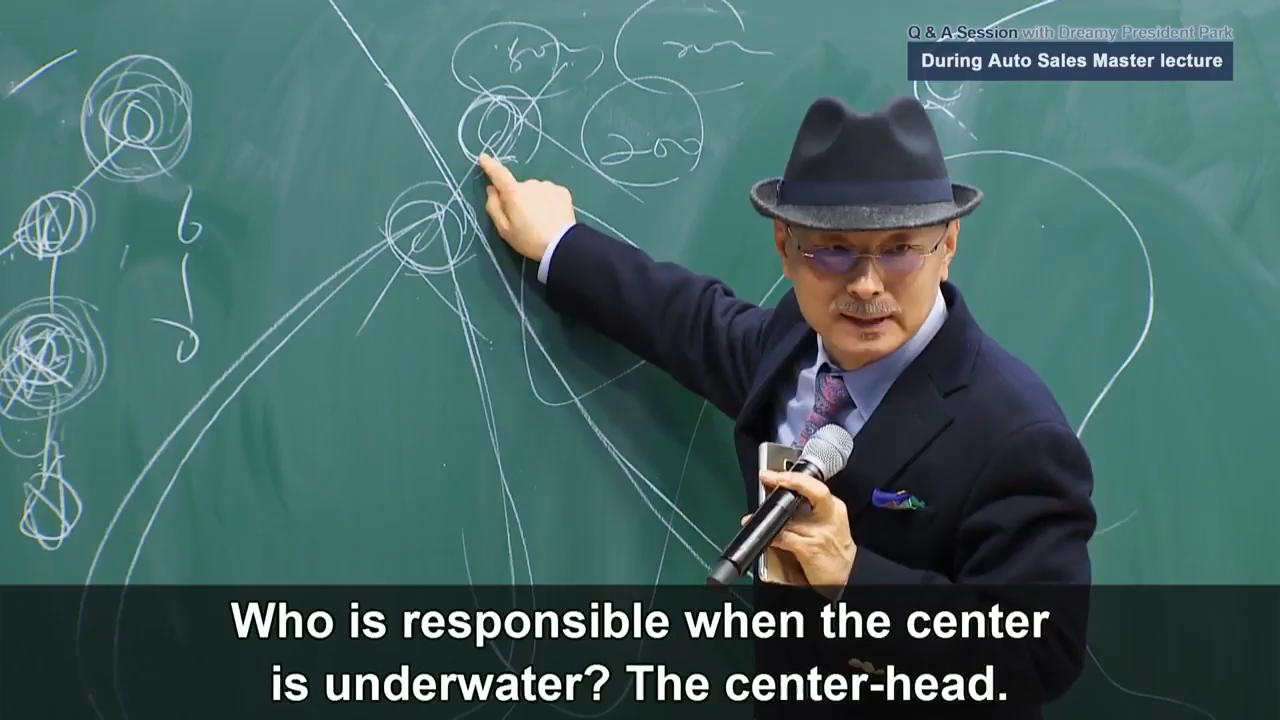 Q & A Session with Dreamy President Park
During Auto Sales Master lecture
200
6
Who is responsible when the center
is underwater? The center-head.